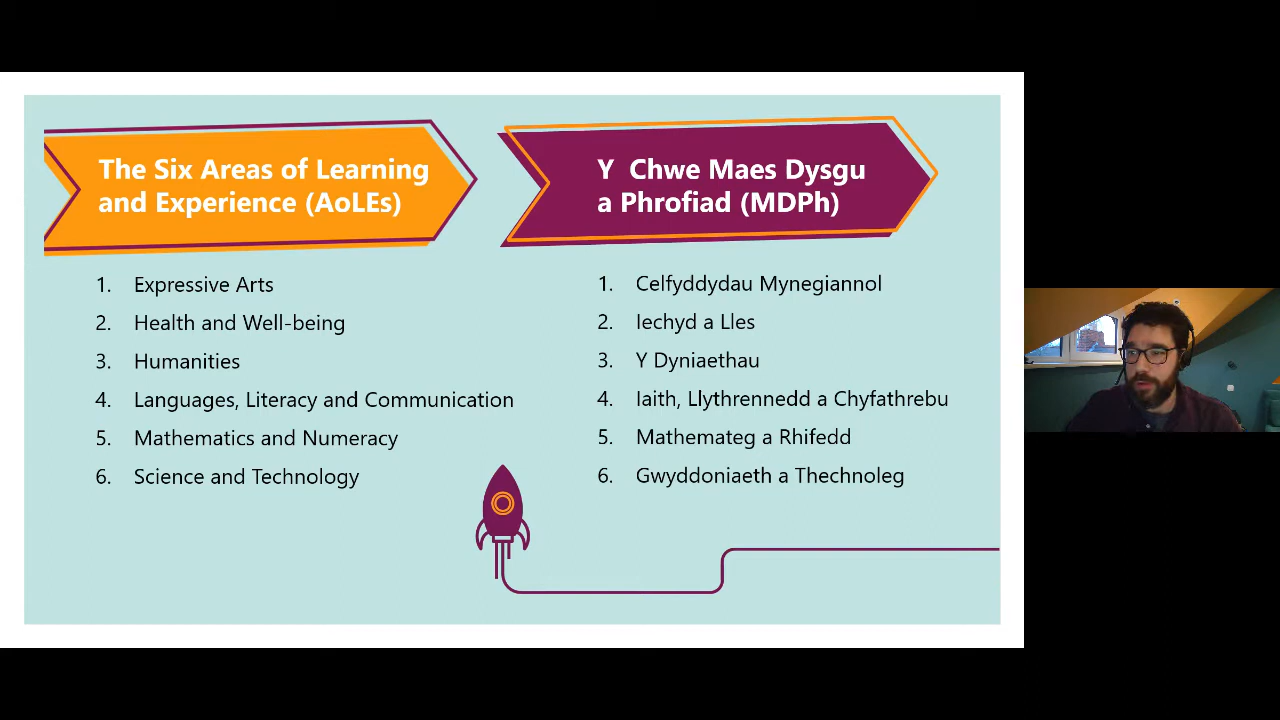 The Six Areas of Learning
and Experience (AoLEs)
1. Expressive Arts
2. Health and Well-being
3. Humanities
4. Languages, Literacy and Communication
5. Mathematics and Numeracy
6. Science and Technology
Y Chwe Maes Dysgu
a Phrofiad (MDPh)
1. Celfyddydau Mynegiannol
2. Iechyd a Lles
3. Y Dyniaethau
4. Iaith, Llythrennedd a Chyfathrebu
5. Mathemateg a Rhifedd
6. Gwyddoniaeth a Thechnoleg